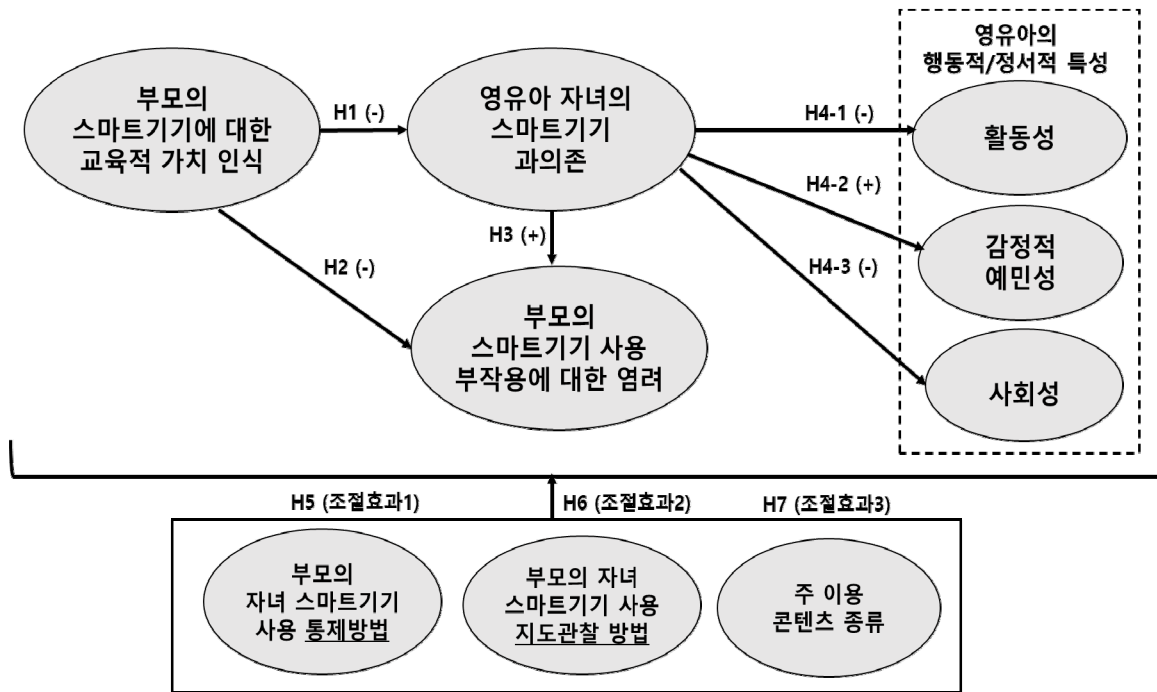 영유아의
행동적/정서적 특성
부모의
스마트기기에 대한
교육적 가치 인식
H1 (-)
영유아 자녀의
스마트기기
과의존
H4-1 (-)
활동성
H4-2 (+)
감정적
예민성
H4-3 (-)
사회성
H3 (+)
H2 (-)
부모의
스마트기기 사용
부작용에 대한 염려
H5 (조절효과1)
H6 (조절효과2)
H7 (조절효과3)
부모의
자녀 스마트기기
사용 통제방법
부모의 자녀
스마트기기 사용
지도관찰 방법
주 이용
콘텐츠 종류